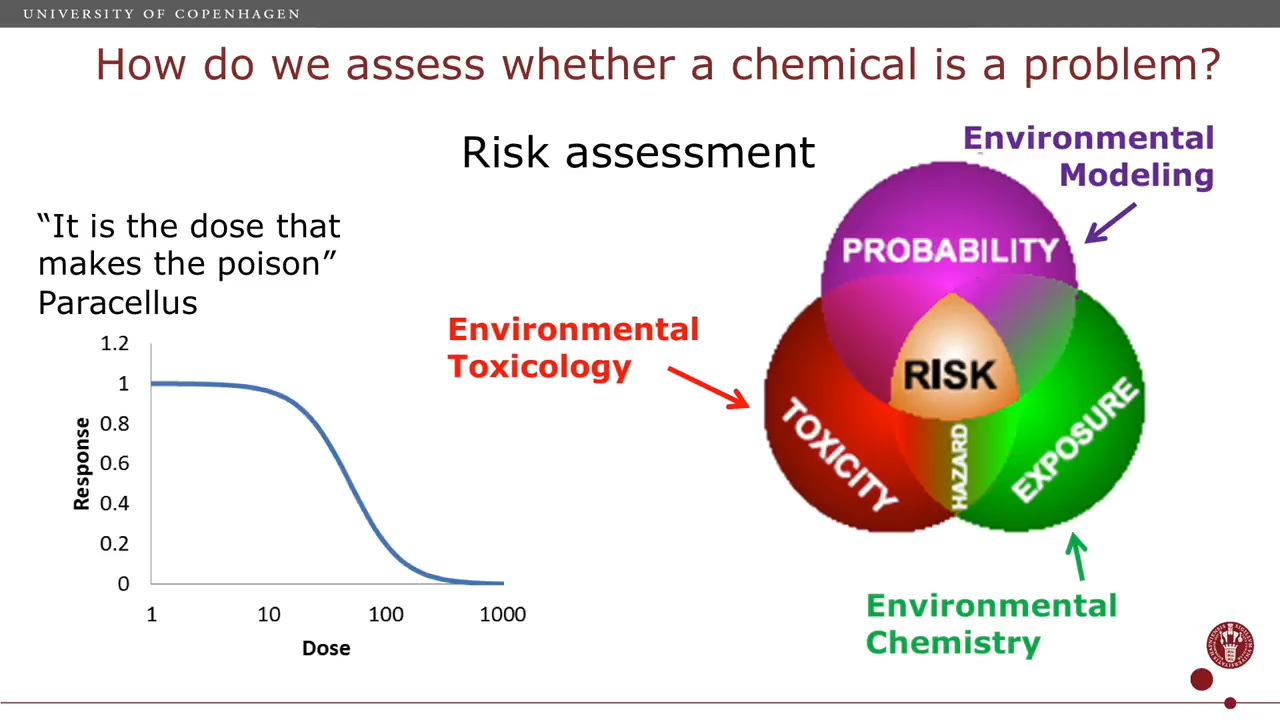 UNIVERSITY OF COPENHAGEN
How do we assess whether a chemical is a problem?
Risk assessment
“It is the dose that
makes the poison”
Paracellus
1.2
1
0.8
0.6
0.4
0.2
0
Response
1
10
100
1000
Dose
Environmental
Toxicology
Environmental
Modeling
PROBABILITY
RISK
TOXICITY
HAZARD
EXPOSURE
Environmental
Chemistry